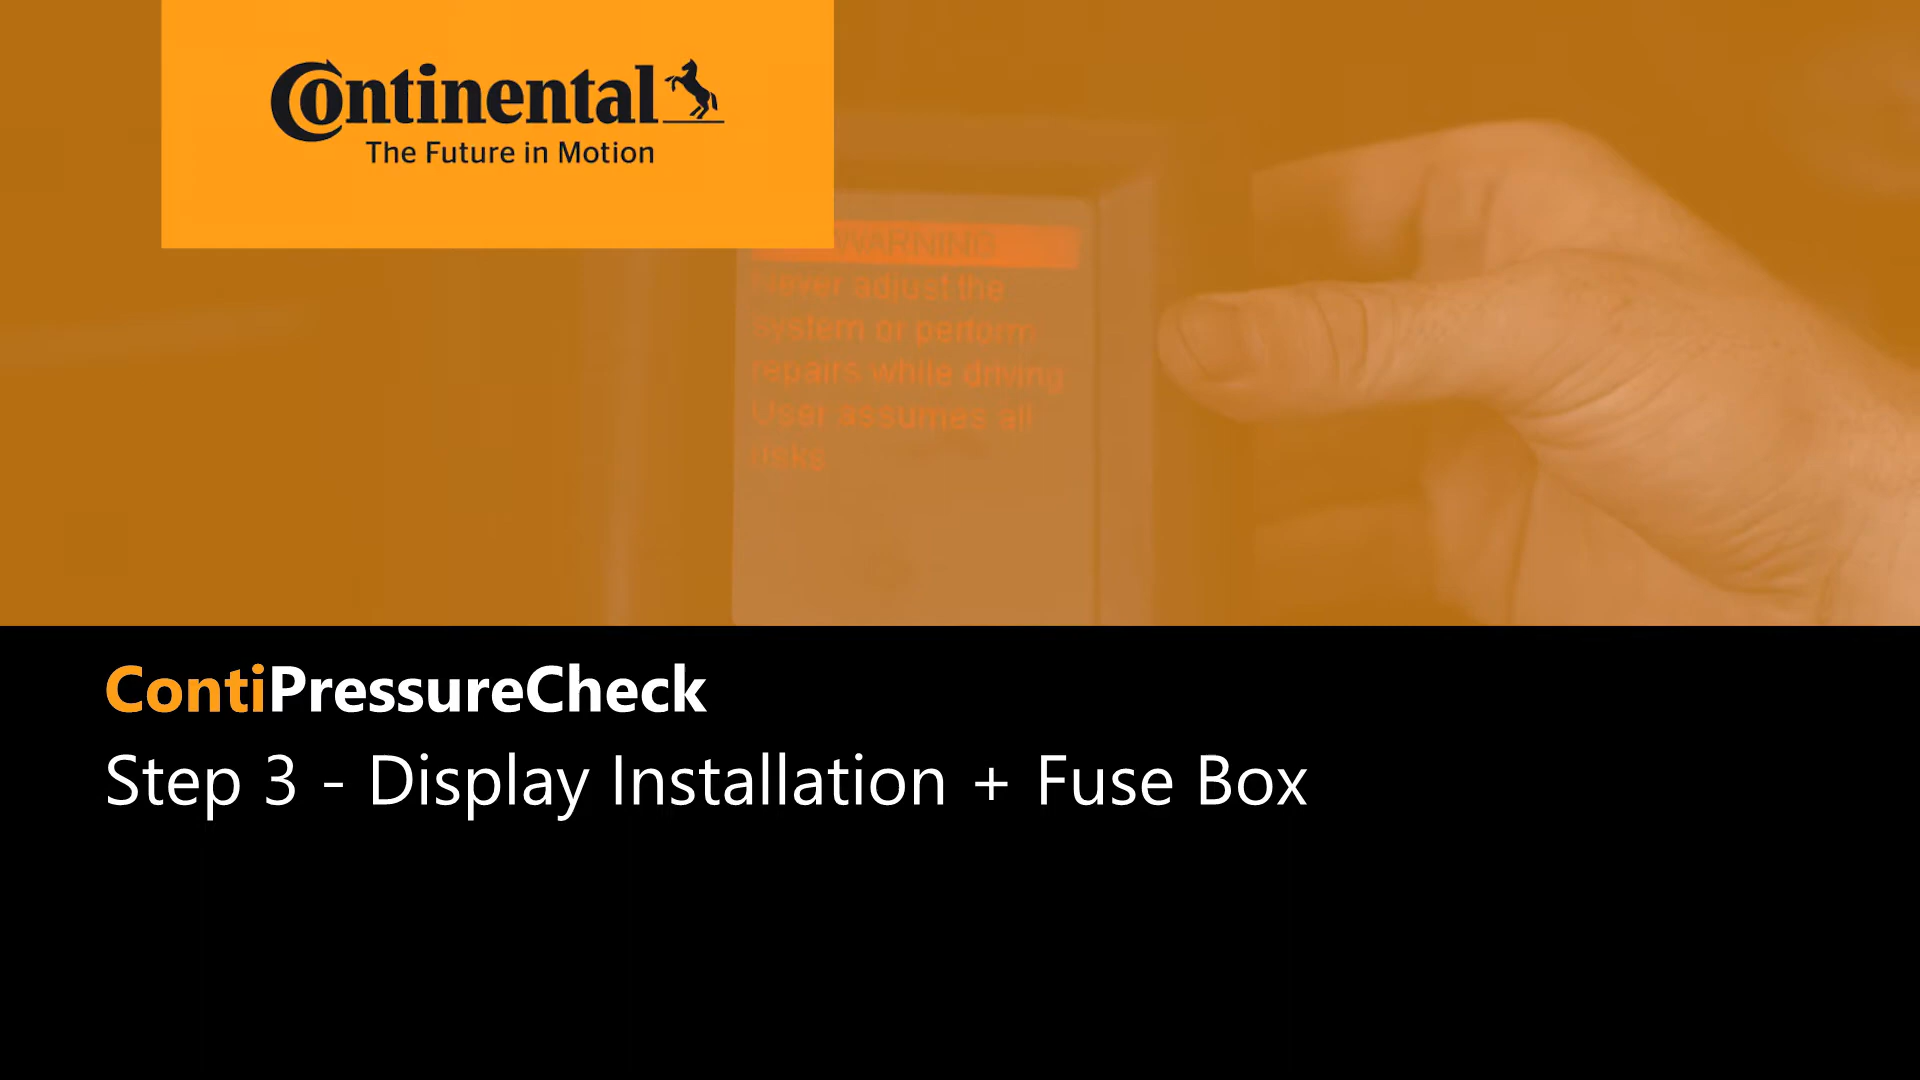 Continental
The Future in Motion
WARNING
Never adjust the
system or perform
repairs while driving
User assumes all
risks
ContiPressureCheck
Step 3 - Display Installation + Fuse Box